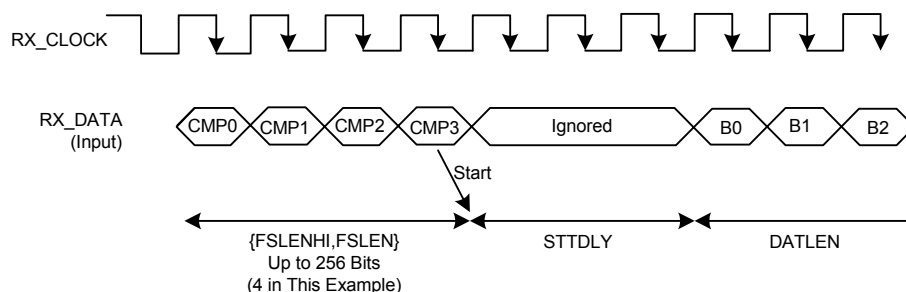 RX_CLOCK
RX_DATA
(Input)
CMP0 CMP1 CMP2 CMP3 Ignored B0 B1 B2
Start
{FSLENHI,FSLEN} STTDLY DATLEN
Up to 256 Bits
(4 in This Example)